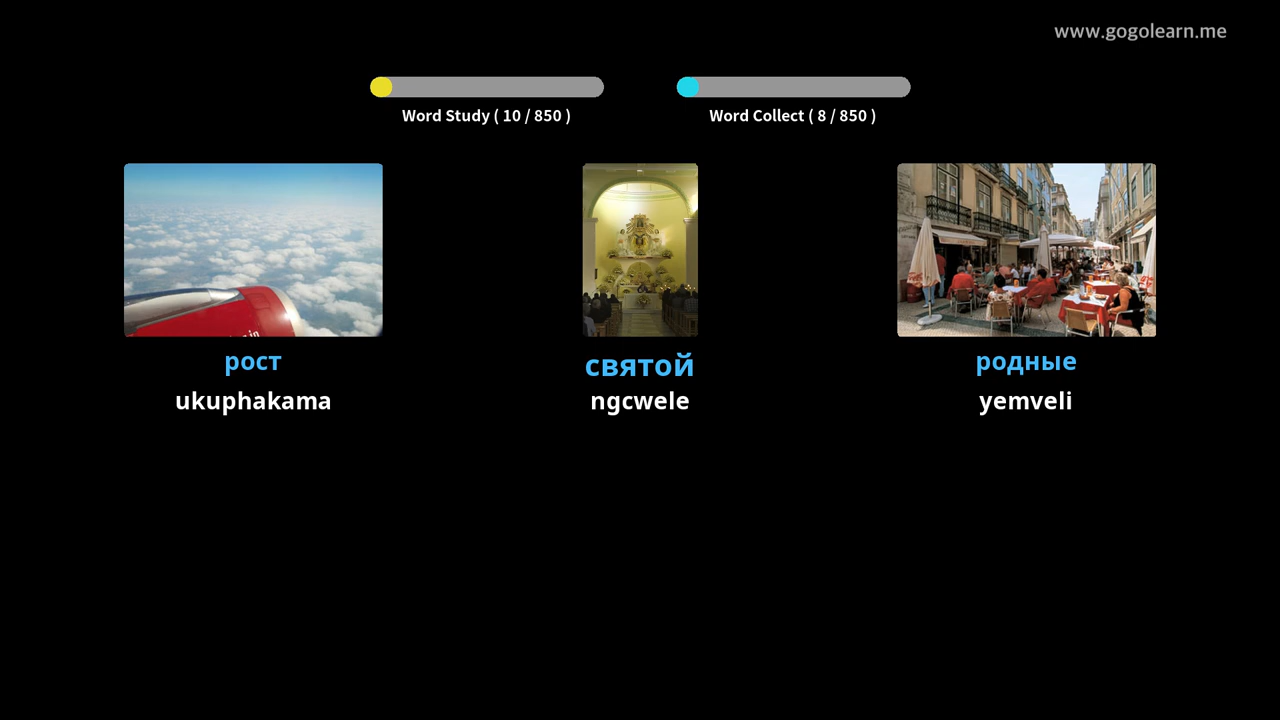 www.gogolearn.me
Word Study ( 10 / 850 )
Word Collect ( 8 / 850 )
рост
святой
родные
ukuphakama
ngcwele
yemveli